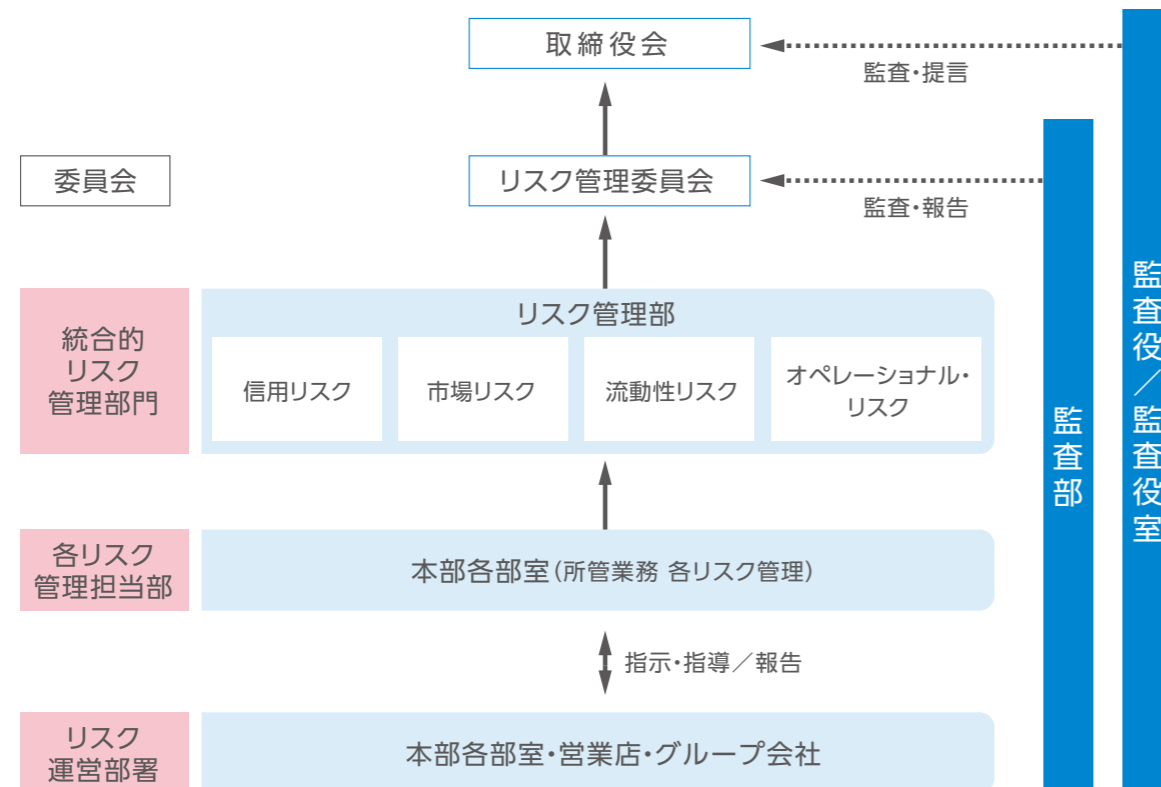 取締役会
監査・提言
委員会
リスク管理委員会
監査・報告
統合的
リスク
管理部門
リスク管理部
信用リスク
市場リスク
流動性リスク
オペレーショナル・
リスク
各リスク
管理担当部
本部各部室(所管業務 各リスク管理)
指示・指導／報告
リスク
運営部署
本部各部室・営業店・グループ会社
監査部
監査役／監査役室